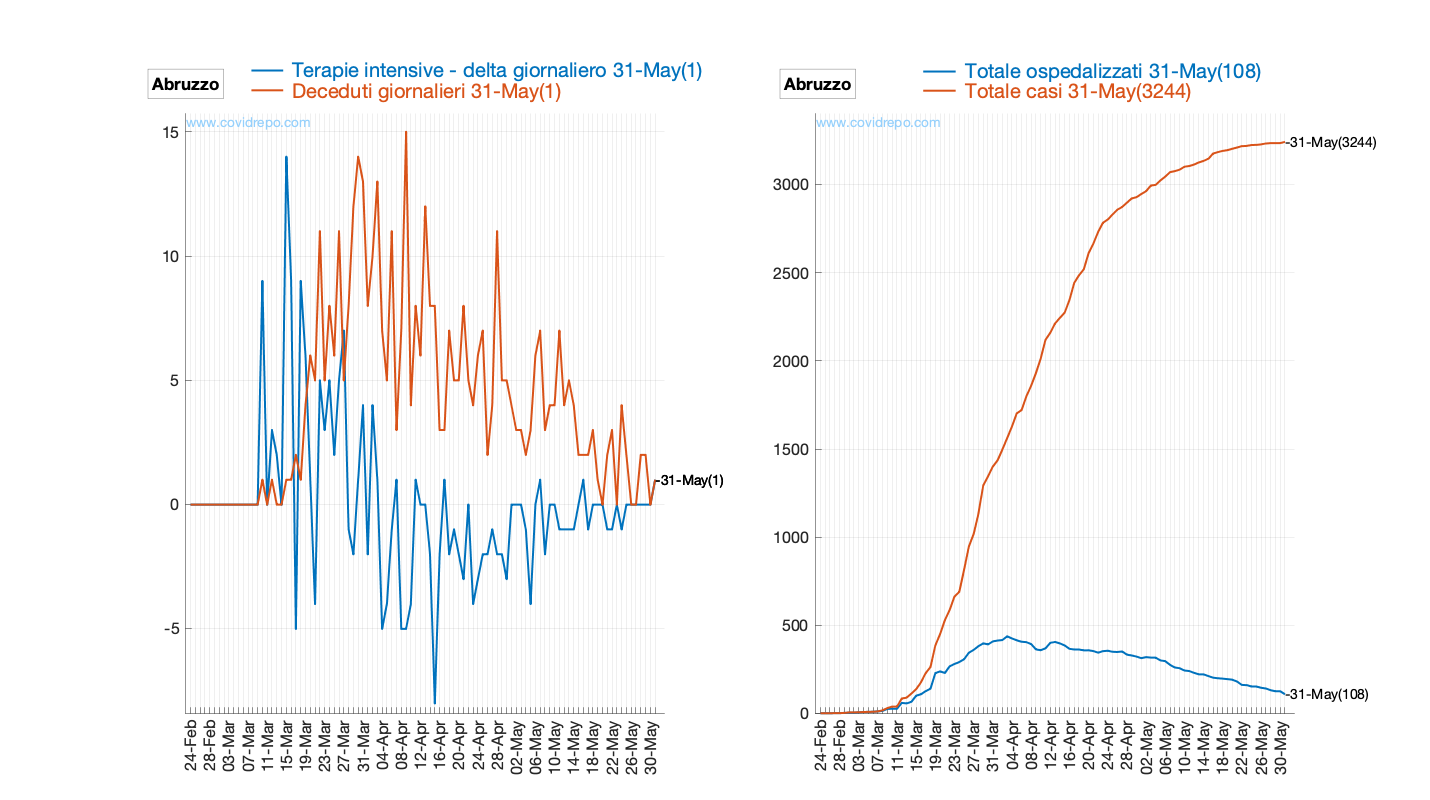 Abruzzo
Terapie intensive - delta giornaliero 31-May(1)
Deceduti giornalieri 31-May(1)
www.covidrepo.com
15
10
5
0
-5
-31-May(1)
24-Feb
28-Feb
03-Mar
07-Mar
11-Mar
15-Mar
19-Mar
23-Mar
27-Mar
31-Mar
04-Apr
08-Apr
12-Apr
16-Apr
20-Apr
24-Apr
28-Apr
02-May
06-May
10-May
14-May
18-May
22-May
26-May
30-May
Abruzzo
Totale ospedalizzati 31-May(108)
Totale casi 31-May(3244)
www.covidrepo.com
-31-May(3244)
3000
2500
2000
1500
1000
500
0
-31-May(108)
24-Feb
28-Feb
03-Mar
07-Mar
11-Mar
15-Mar
19-Mar
23-Mar
27-Mar
31-Mar
04-Apr
08-Apr
12-Apr
16-Apr
20-Apr
24-Apr
28-Apr
02-May
06-May
10-May
14-May
18-May
22-May
26-May
30-May